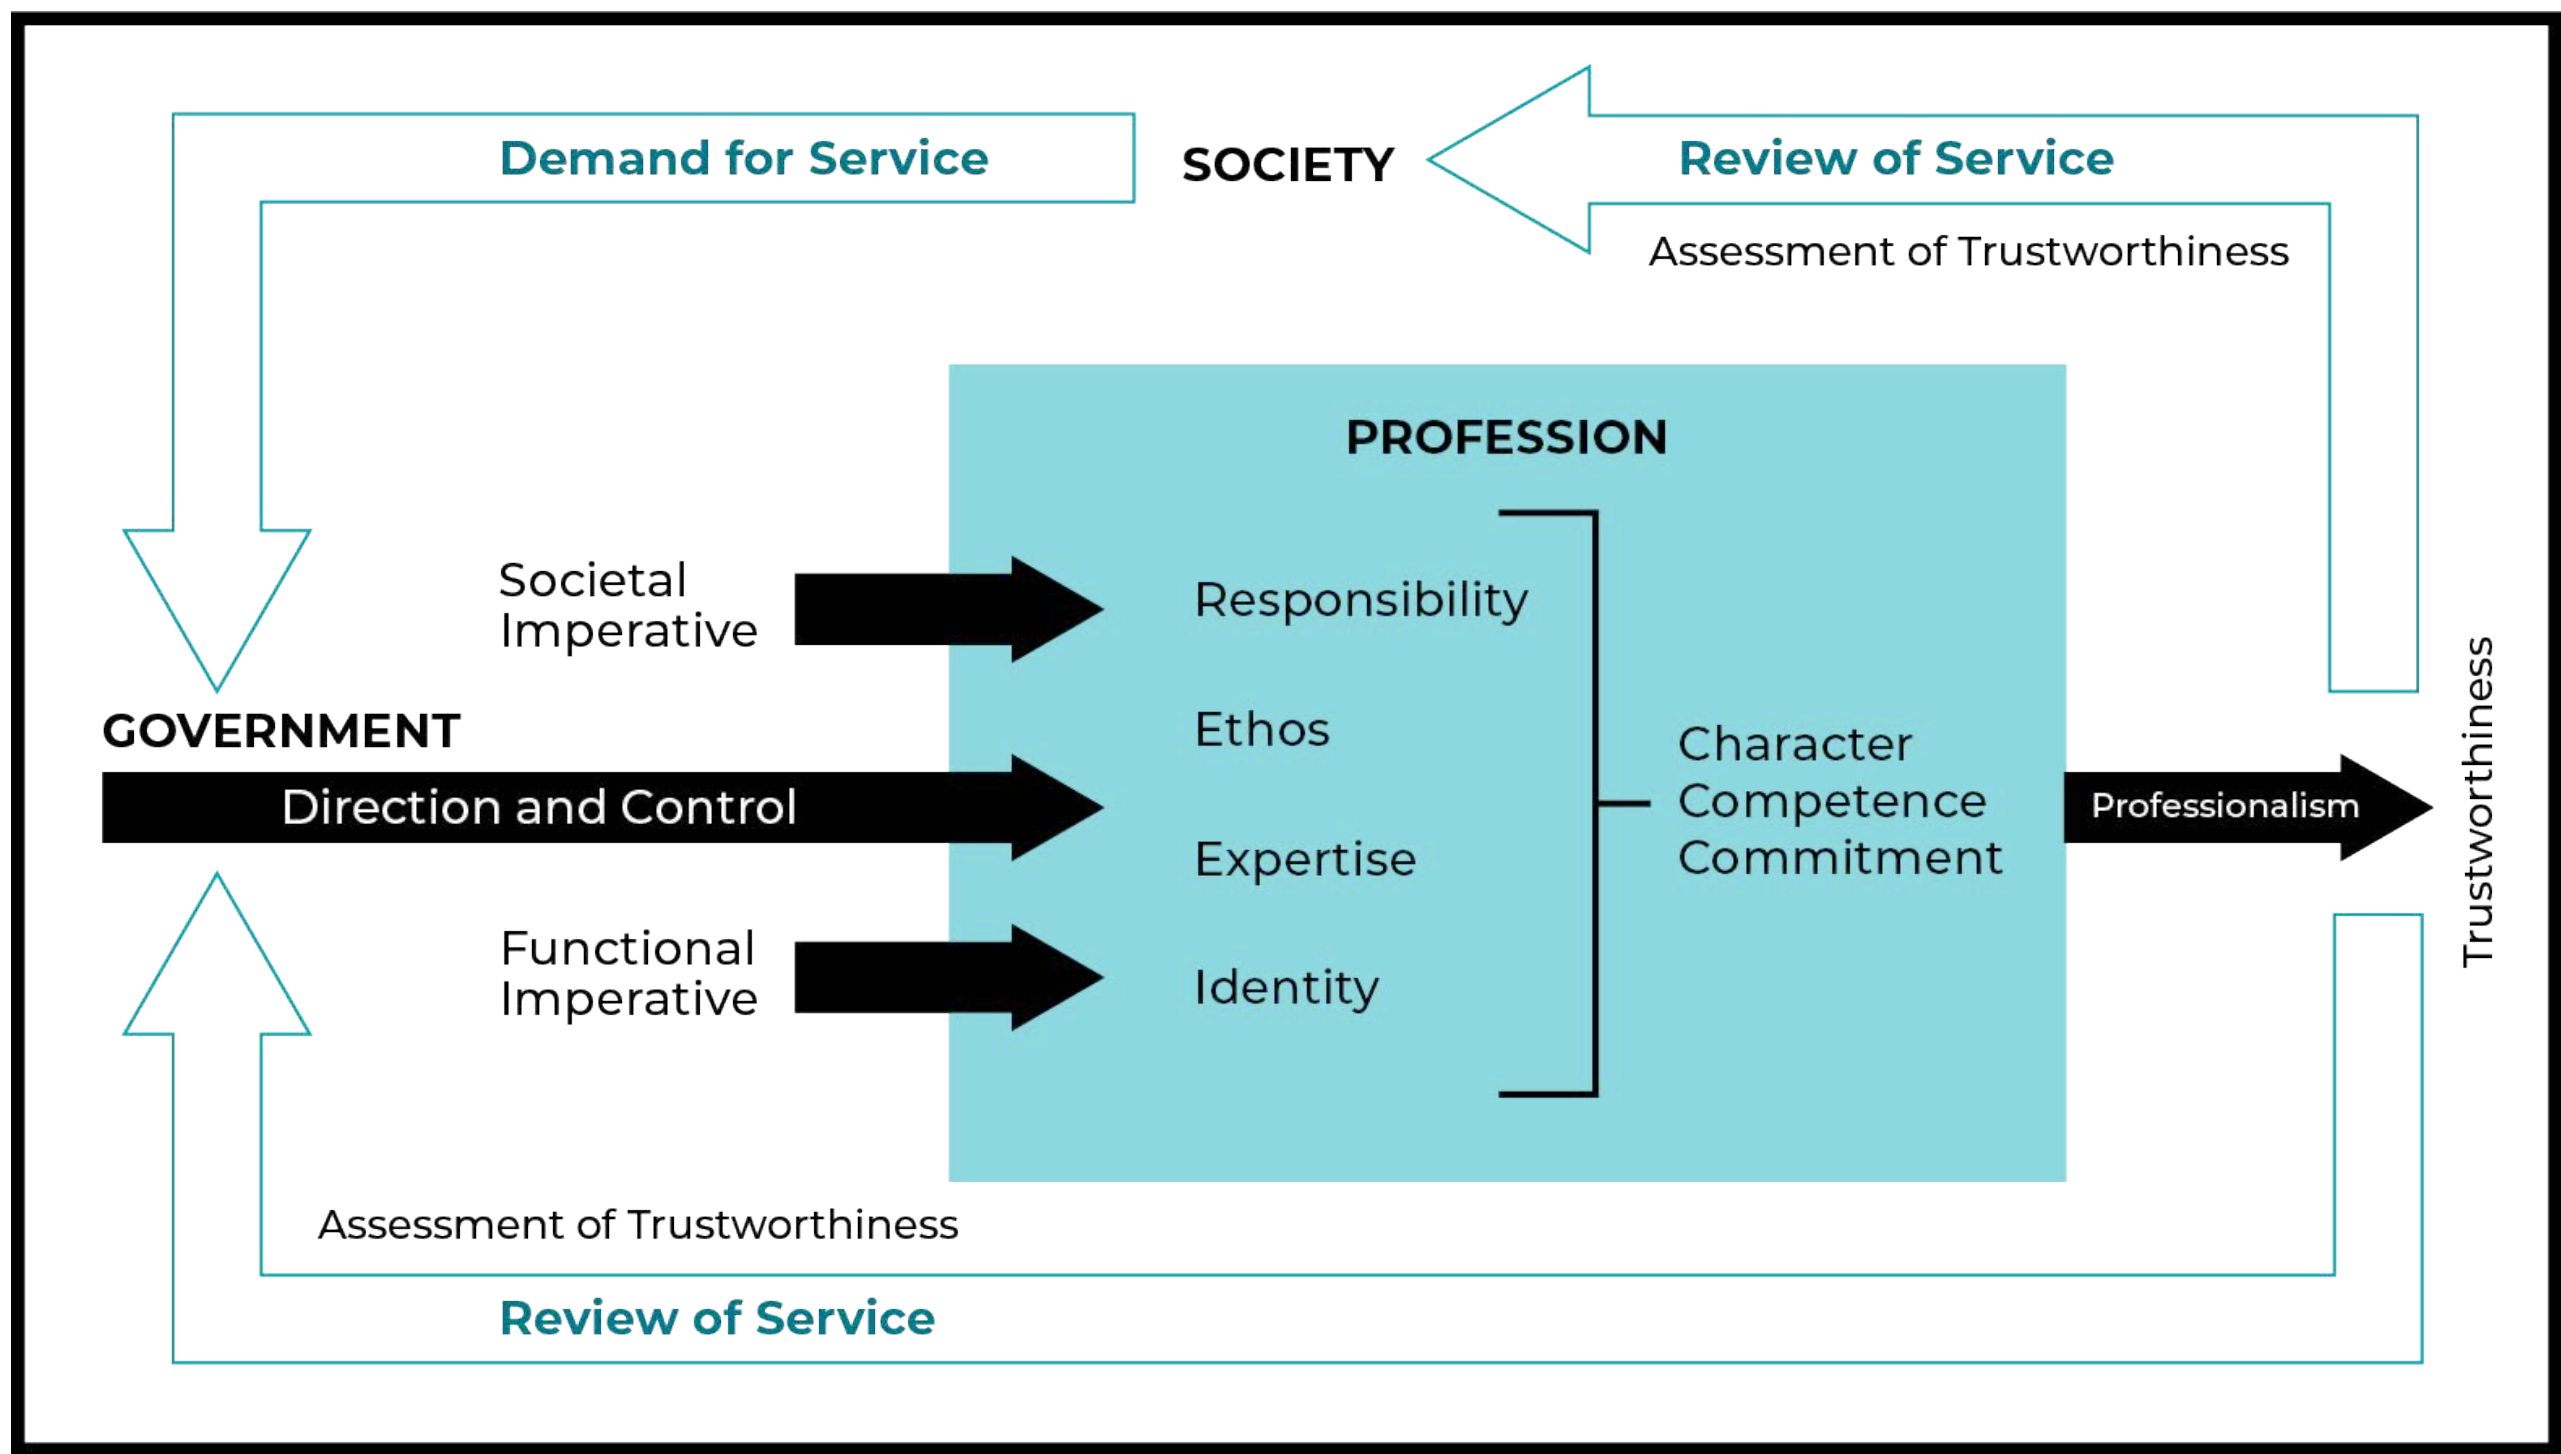 Demand for Service
SOCIETY
Review of Service
Assessment of Trustworthiness
PROFESSION
Societal
Imperative
Responsibility
GOVERNMENT
Direction and Control
Ethos
Expertise
Functional
Imperative
Identity
Character
Competence
Commitment
Professionalism
Trustworthiness
Assessment of Trustworthiness
Review of Service